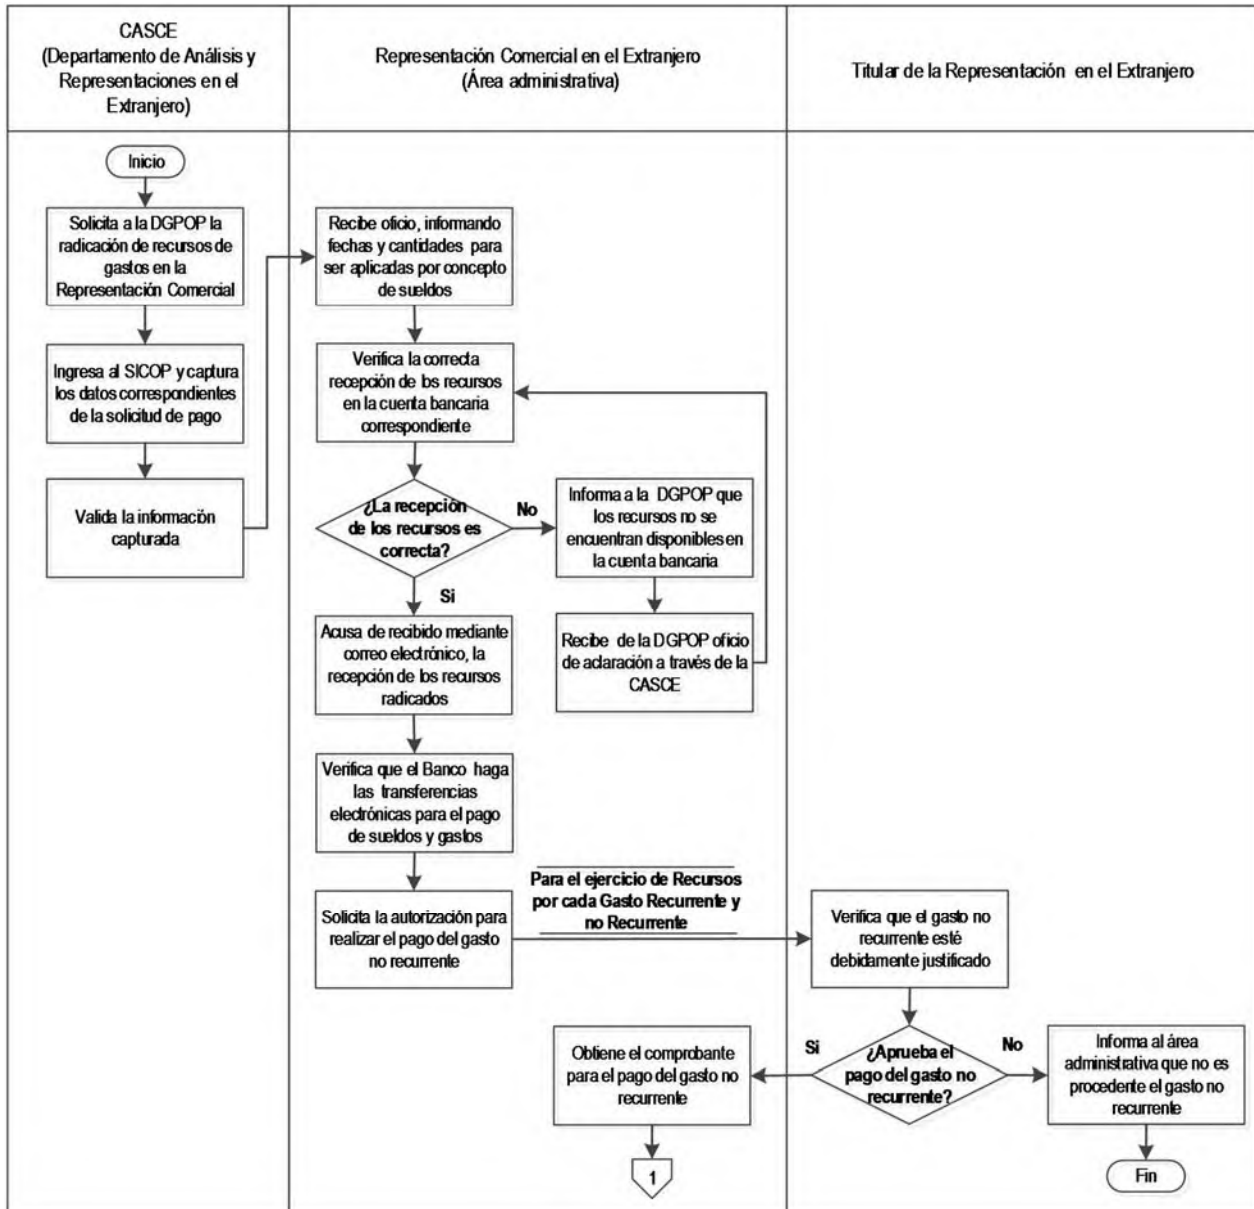 CASCE
(Departamento de Análisis y
Representaciones en el
Extranjero)
Representación Comercial en el Extranjero
(Área administrativa)
Titular de la Representación en el Extranjero
Inicio
Solicita a la DGPOP la
radicación de recursos de
gastos en la
Representación Comercial
Ingresa al SICOP y captura
los datos correspondientes
de la solicitud de pago
Valida la información
capturada
Recibe oficio, informando
fechas y cantidades para
ser aplicadas por concepto
de sueldos
Verifica la correcta
recepción de los recursos
en la cuenta bancaria
correspondiente
¿La recepción
de los recursos es
correcta?
No
Informa a la DGPOP que
los recursos no se
encuentran disponibles en
la cuenta bancaria
Recibe de la DGPOP oficio
de aclaración a través de la
CASCE
Si
Acusa de recibido mediante
correo electrónico, la
recepción de los recursos
radicados
Verifica que el Banco haga
las transferencias
electrónicas para el pago
de sueldos y gastos
Solicita la autorización para
realizar el pago del gasto
no recurrente
Para el ejercicio de Recursos
por cada Gasto Recurrente y
no Recurrente
Verifica que el gasto no
recurrente esté
debidamente justificado
¿Aprueba el
pago del gasto no
recurrente?
Si
Obtiene el comprobante
para el pago del gasto no
recurrente
1
No
Informa al área
administrativa que no es
procedente el gasto no
recurrente
Fin